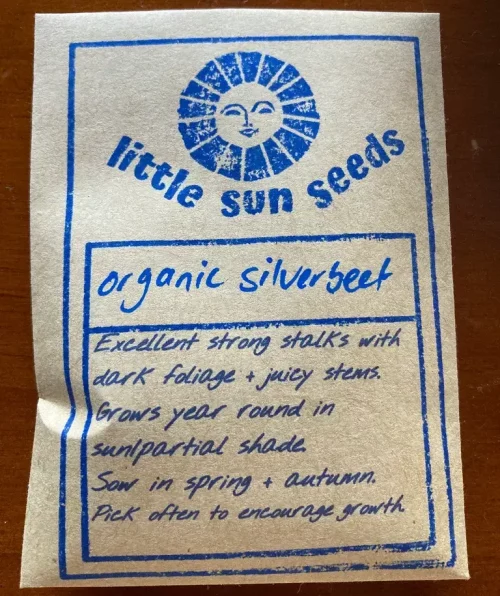 little sun seeds
organic silverbeet
Excellent strong stalks with
dark foliage + juicy stems.
Grows year round in
sun/partial shade.
Sow in spring + autumn.
Pick often to encourage growth.